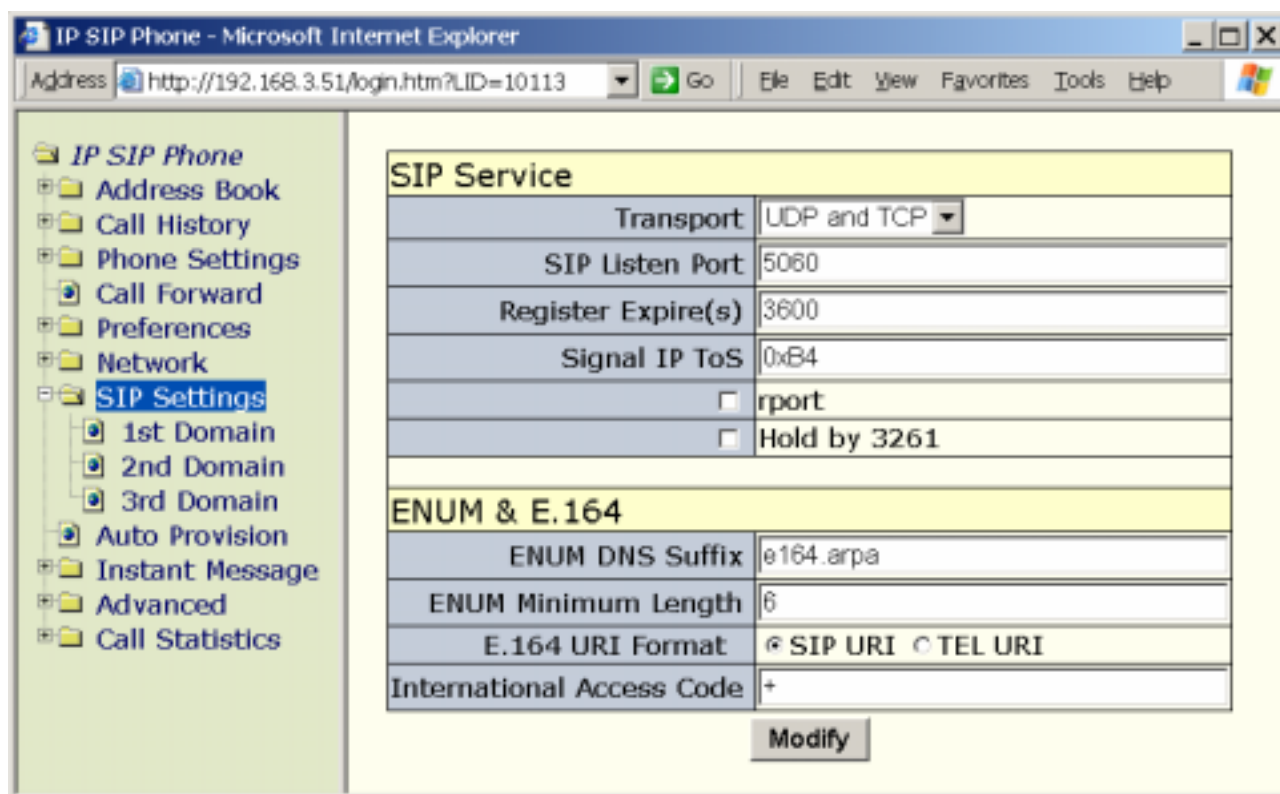 IP SIP Phone - Microsoft Internet Explorer
Address http://192.168.3.51/login.htm?LID=10113 Go File Edit View Favorites Tools Help
IP SIP Phone
Address Book
Call History
Phone Settings
Call Forward
Preferences
Network
SIP Settings
1st Domain
2nd Domain
3rd Domain
Auto Provision
Instant Message
Advanced
Call Statistics
SIP Service
Transport UDP and TCP
SIP Listen Port 5060
Register Expire(s) 3600
Signal IP ToS 0xB4
rport
Hold by 3261
ENUM & E.164
ENUM DNS Suffix e164.arpa
ENUM Minimum Length 6
E.164 URI Format SIP URI TEL URI
International Access Code +
Modify